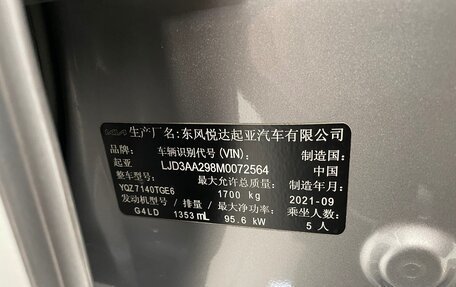 KIA 生产厂名:东风悦达起亚汽车有限公司
品牌: 车辆识别代号(VIN): 制造国:
起亚 LJD3AA298M0072564 中国
整车型号: 最大允许总质量: 制造年月:
YQZ7140TGE6 1700 kg 2021-09
发动机型号/排量/最大净功率: 乘坐人数:
G4LD 1353 mL 95.6 kW 5 人